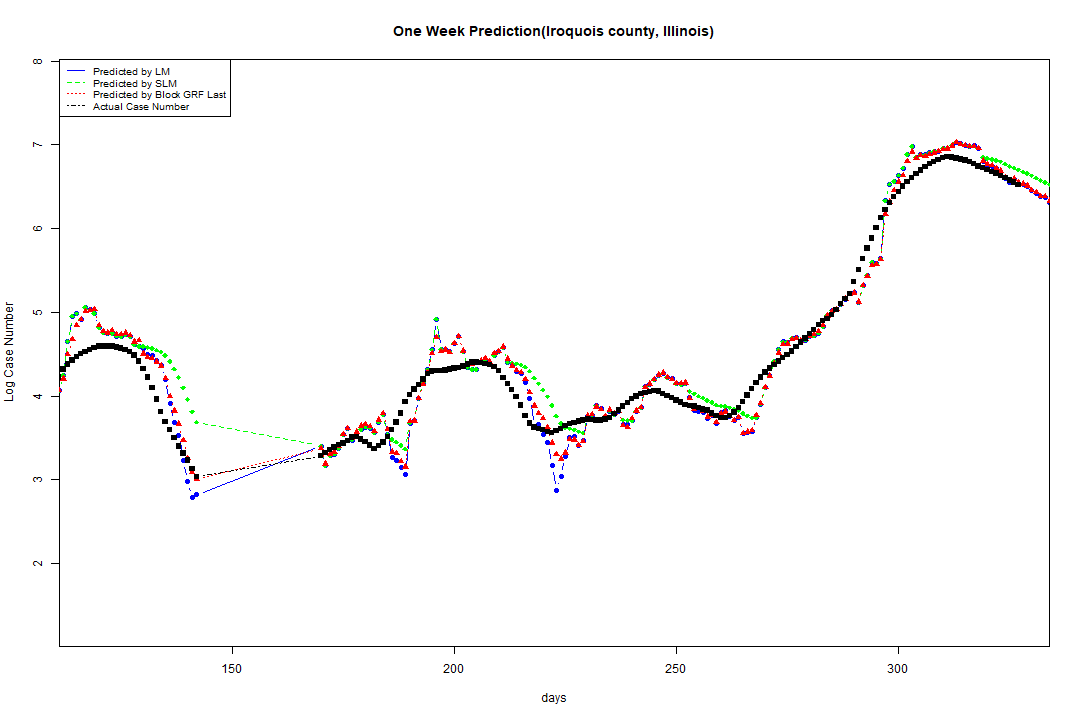 One Week Prediction(Iroquois county, Illinois)
Predicted by LM
Predicted by SLM
Predicted by Block GRF Last
Actual Case Number
Log Case Number
8
7
6
5
4
3
2
150
200
250
300
days